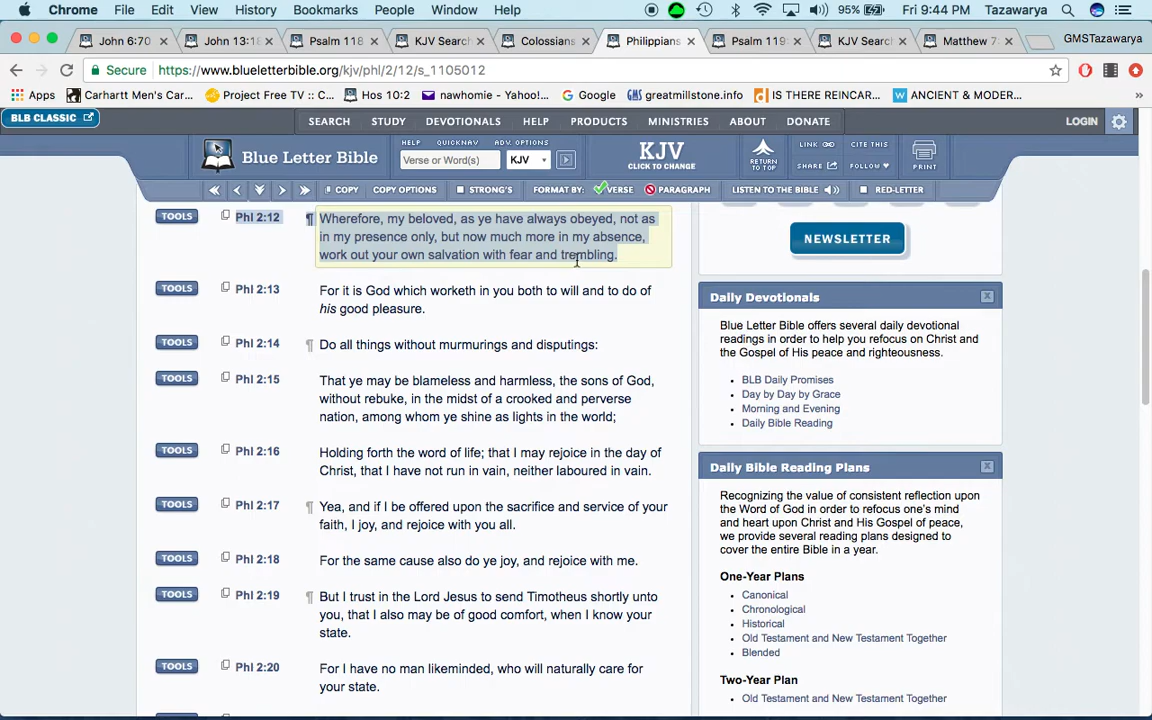 Chrome File Edit View History Bookmarks People Window Help 95% Fri 9:44 PM Tazawarya
John 6:70 John 13:18 Psalm 118 KJV Search Colossians Philippians Psalm 119 KJV Search Matthew 7: GMSTazawarya
Secure https://www.blueletterbible.org/kjv/phl/2/12/s_1105012
Apps Carhartt Men's Car... Project Free TV :: C... Hos 10:2 nawhomie - Yahoo!... Google greatmillstone.info IS THERE REINCAR... ANCIENT & MODER... »
BLB CLASSIC
SEARCH STUDY DEVOTIONALS HELP PRODUCTS MINISTRIES ABOUT DONATE LOGIN
Blue Letter Bible
HELP QUICKNAV ADV. OPTIONS
Verse or Word(s) KJV
KJV
CLICK TO CHANGE
RETURN
TO TOP
LINK CITE THIS
SHARE FOLLOW
PRINT
COPY COPY OPTIONS STRONG'S FORMAT BY: VERSE PARAGRAPH LISTEN TO THE BIBLE RED-LETTER
TOOLS Phl 2:12 ¶ Wherefore, my beloved, as ye have always obeyed, not as
in my presence only, but now much more in my absence,
work out your own salvation with fear and trembling.
TOOLS Phl 2:13 For it is God which worketh in you both to will and to do of
his good pleasure.
TOOLS Phl 2:14 ¶ Do all things without murmurings and disputings:
TOOLS Phl 2:15 That ye may be blameless and harmless, the sons of God,
without rebuke, in the midst of a crooked and perverse
nation, among whom ye shine as lights in the world;
TOOLS Phl 2:16 Holding forth the word of life; that I may rejoice in the day of
Christ, that I have not run in vain, neither laboured in vain.
TOOLS Phl 2:17 ¶ Yea, and if I be offered upon the sacrifice and service of your
faith, I joy, and rejoice with you all.
TOOLS Phl 2:18 For the same cause also do ye joy, and rejoice with me.
TOOLS Phl 2:19 ¶ But I trust in the Lord Jesus to send Timotheus shortly unto
you, that I also may be of good comfort, when I know your
state.
TOOLS Phl 2:20 For I have no man likeminded, who will naturally care for
your state.
NEWSLETTER
Daily Devotionals
Blue Letter Bible offers several daily devotional
readings in order to help you refocus on Christ and
the Gospel of His peace and righteousness.
• BLB Daily Promises
• Day by Day by Grace
• Morning and Evening
• Daily Bible Reading
Daily Bible Reading Plans
Recognizing the value of consistent reflection upon
the Word of God in order to refocus one's mind
and heart upon Christ and His Gospel of peace,
we provide several reading plans designed to
cover the entire Bible in a year.
One-Year Plans
• Canonical
• Chronological
• Historical
• Old Testament and New Testament Together
• Blended
Two-Year Plan
• Old Testament and New Testament Together